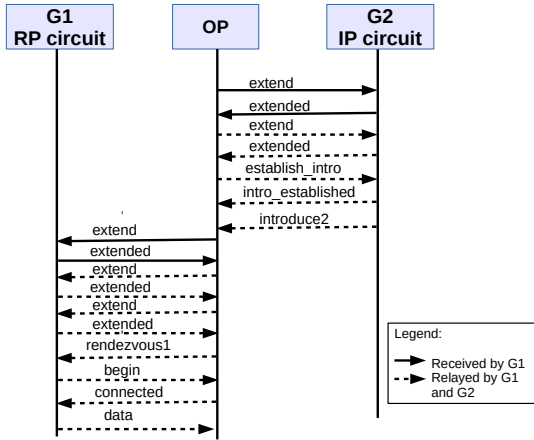 G1
RP circuit
OP
G2
IP circuit
extend
extended
extend
extended
establish_intro
intro_established
introduce2
extend
extended
extend
extended
extend
extended
rendezvous1
begin
connected
data
Legend:
Received by G1
Relayed by G1
and G2